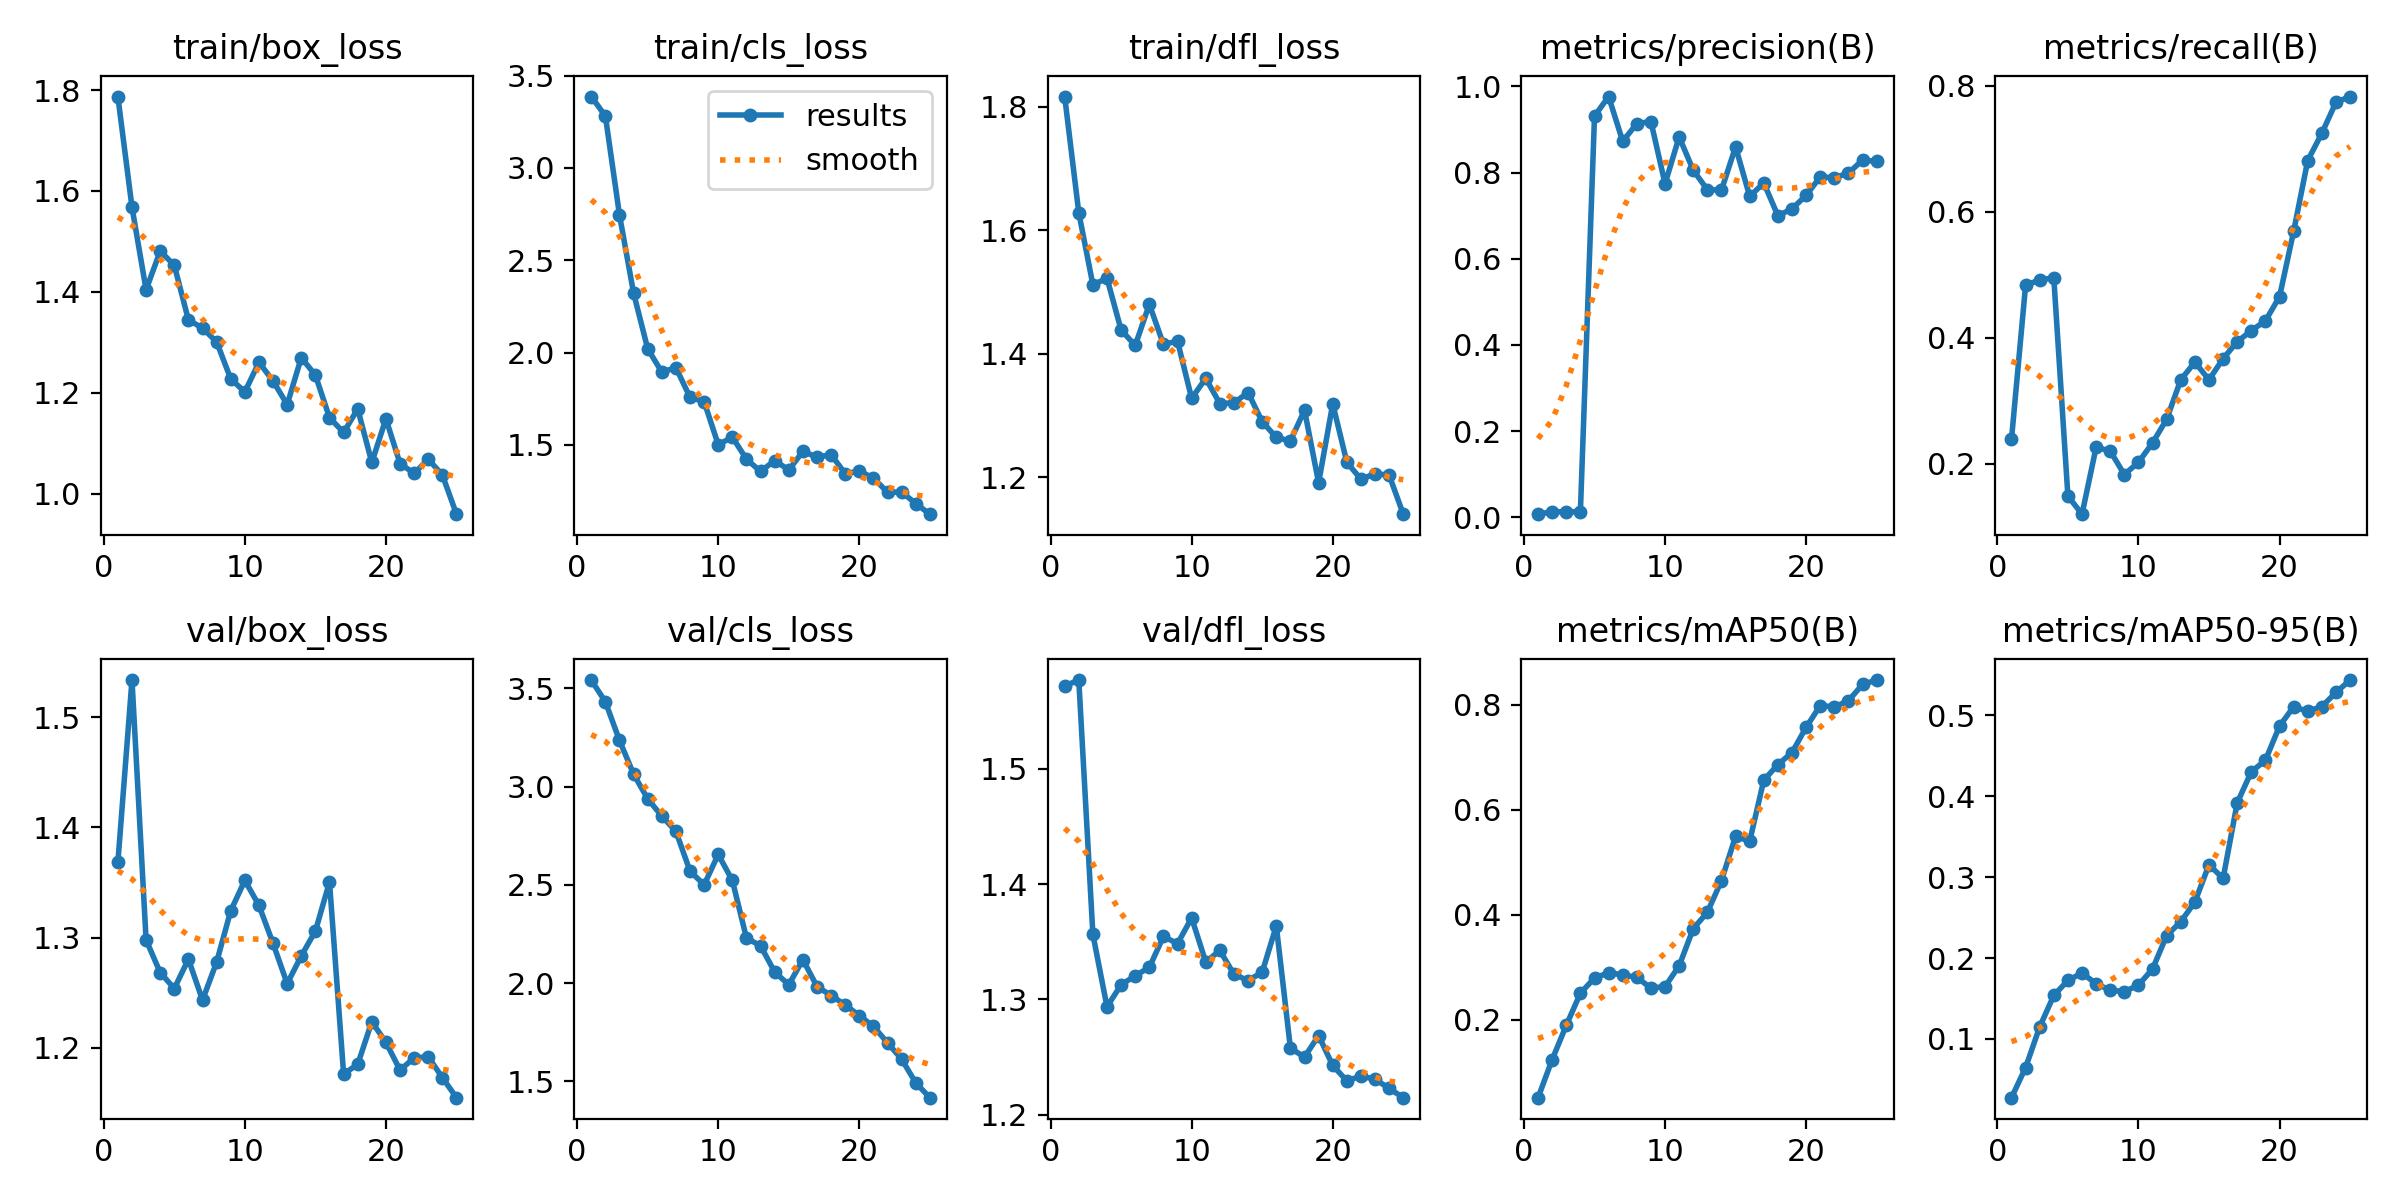 train/box_loss
1.8
1.6
1.4
1.2
1.0
0 10 20
train/cls_loss
3.5
3.0
2.5
2.0
1.5
results
smooth
0 10 20
train/dfl_loss
1.8
1.6
1.4
1.2
0 10 20
metrics/precision(B)
1.0
0.8
0.6
0.4
0.2
0.0
0 10 20
metrics/recall(B)
0.8
0.6
0.4
0.2
0 10 20
val/box_loss
1.5
1.4
1.3
1.2
0 10 20
val/cls_loss
3.5
3.0
2.5
2.0
1.5
0 10 20
val/dfl_loss
1.5
1.4
1.3
1.2
0 10 20
metrics/mAP50(B)
0.8
0.6
0.4
0.2
0 10 20
metrics/mAP50-95(B)
0.5
0.4
0.3
0.2
0.1
0 10 20